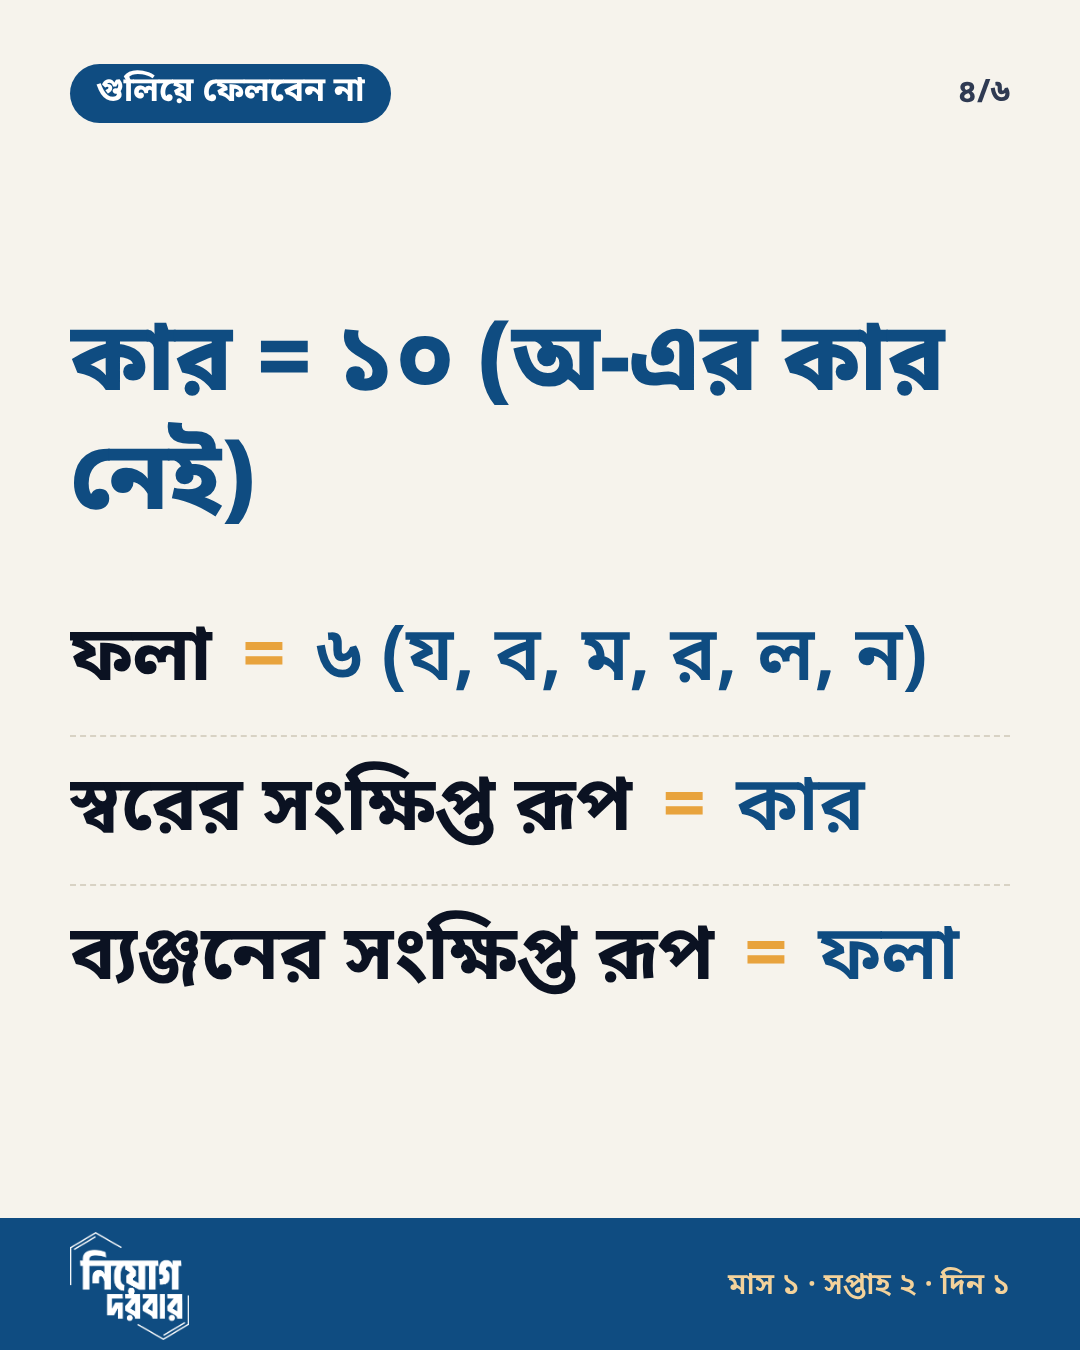 গুলিয়ে ফেলবেন না
৪/৬
কার = ১০ (অ-এর কার
নেই)
ফলা = ৬ (য, ব, ম, র, ল, ন)
স্বরের সংক্ষিপ্ত রূপ = কার
ব্যঞ্জনের সংক্ষিপ্ত রূপ = ফলা
নিয়োগ
দরবার
মাস ১ · সপ্তাহ ২ · দিন ১